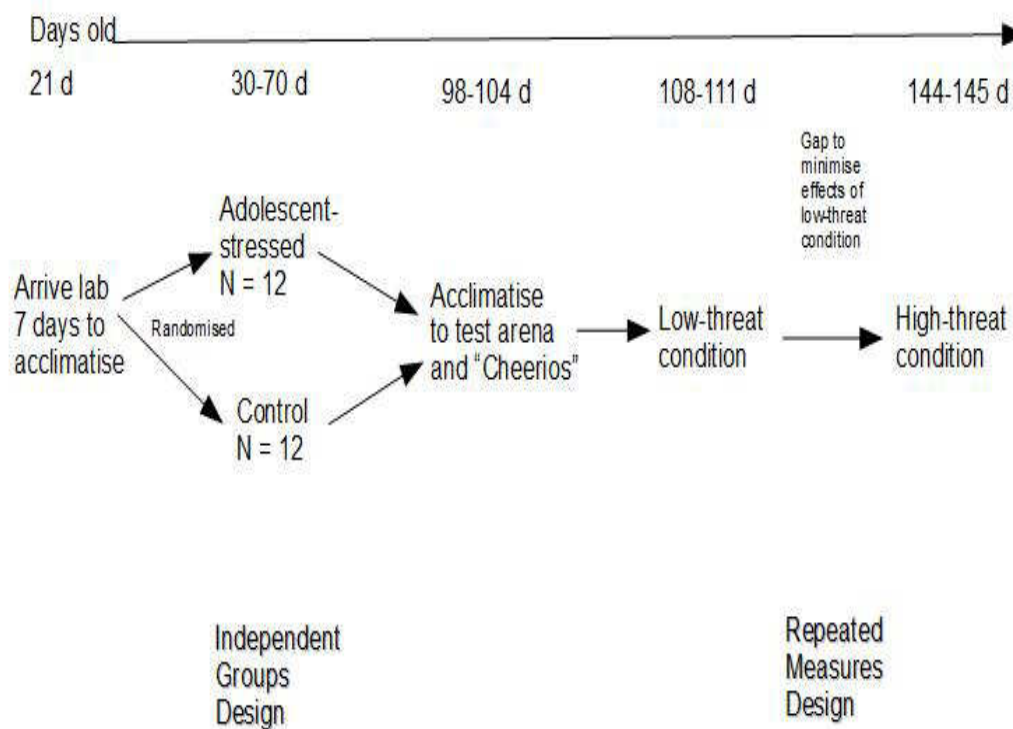 Days old
21 d
30-70 d
98-104 d
108-111 d
144-145 d
Gap to
minimise
effects of
low-threat
condition
Adolescent-
stressed
N = 12
Arrive lab
7 days to
acclimatise
Randomised
Control
N = 12
Acclimatise
to test arena
and “Cheerios”
Low-threat
condition
High-threat
condition
Independent
Groups
Design
Repeated
Measures
Design